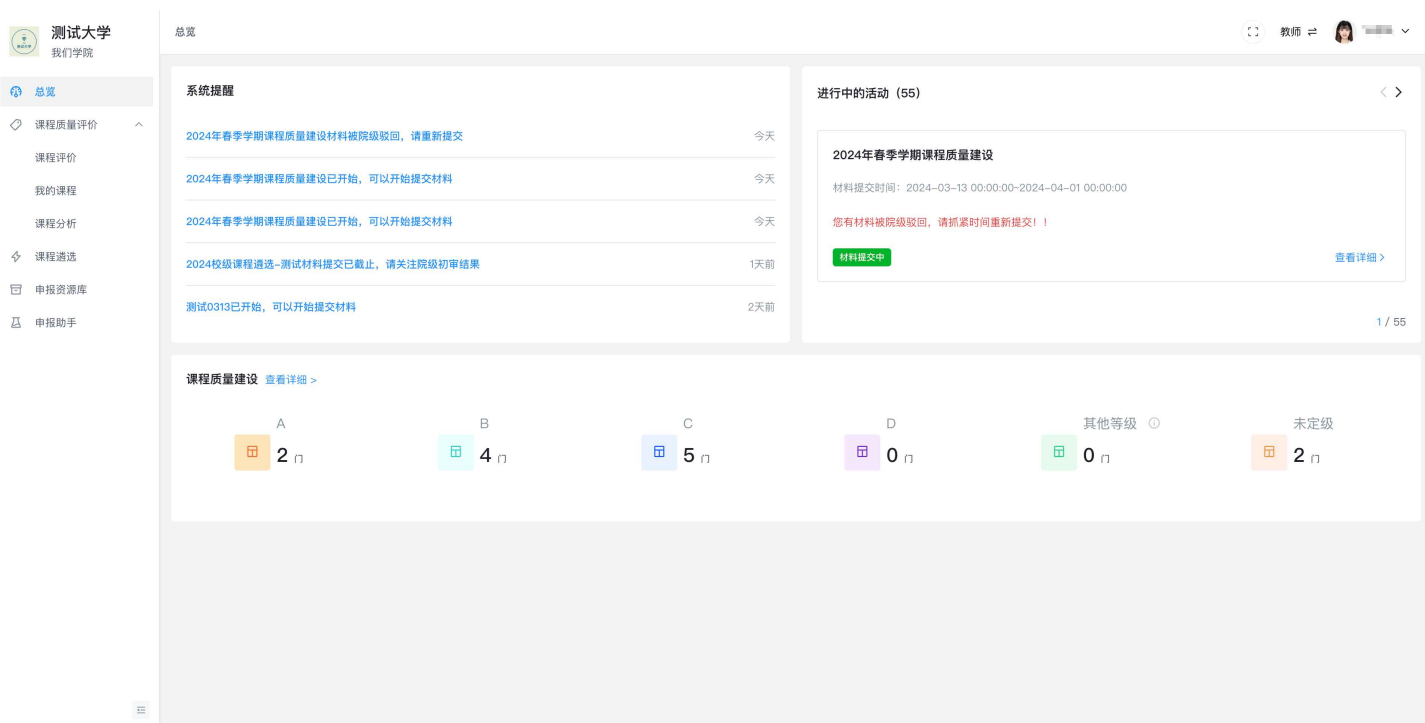 测试大学
我们学院
总览
课程质量评价
课程评价
我的课程
课程分析
课程遴选
申报资源库
申报助手
总览
教师
系统提醒
2024年春季学期课程质量建设材料被院级驳回，请重新提交 今天
2024年春季学期课程质量建设已开始，可以开始提交材料 今天
2024年春季学期课程质量建设已开始，可以开始提交材料 今天
2024校级课程遴选-测试材料提交已截止，请关注院级初审结果 1天前
测试0313已开始，可以开始提交材料 2天前
进行中的活动（55）
2024年春季学期课程质量建设
材料提交时间：2024-03-13 00:00:00-2024-04-01 00:00:00
您有材料被院级驳回，请抓紧时间重新提交！！
材料提交中 查看详细 >
1 / 55
课程质量建设 查看详细 >
A B C D 其他等级 未定级
2 门 4 门 5 门 0 门 0 门 2 门